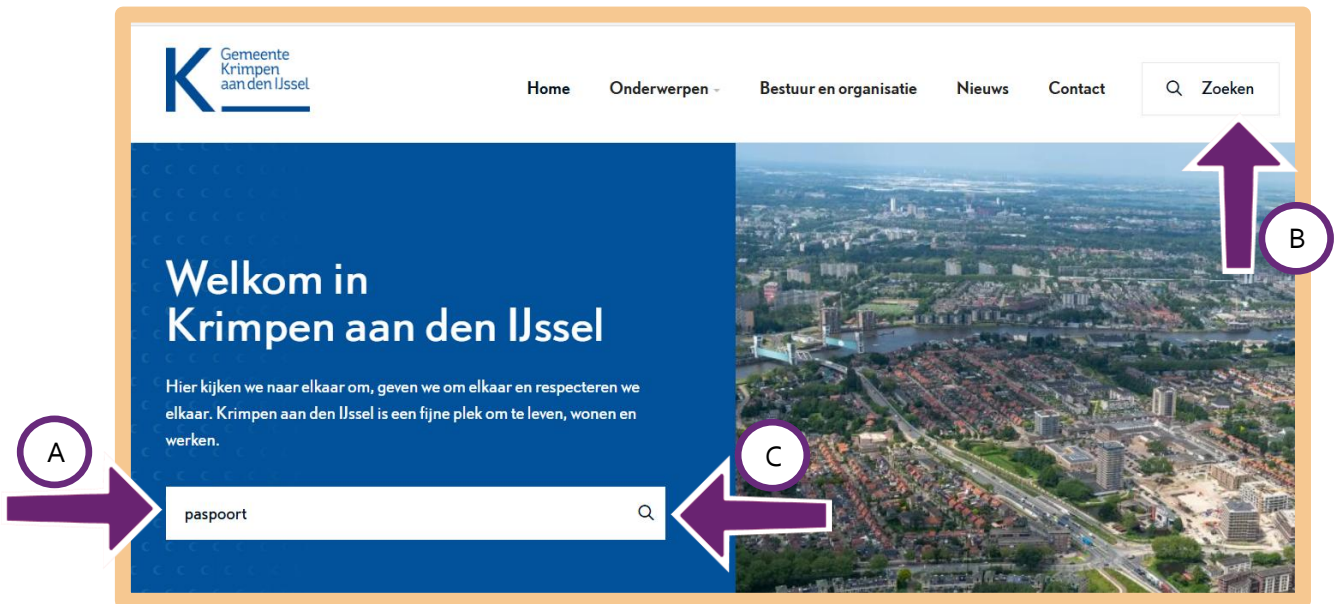 Gemeente
Krimpen
aan den IJssel
Home Onderwerpen Bestuur en organisatie Nieuws Contact Zoeken
B
Welkom in
Krimpen aan den IJssel
Hier kijken we naar elkaar om, geven we om elkaar en respecteren we
elkaar. Krimpen aan den IJssel is een fijne plek om te leven, wonen en
werken.
A
C
paspoort